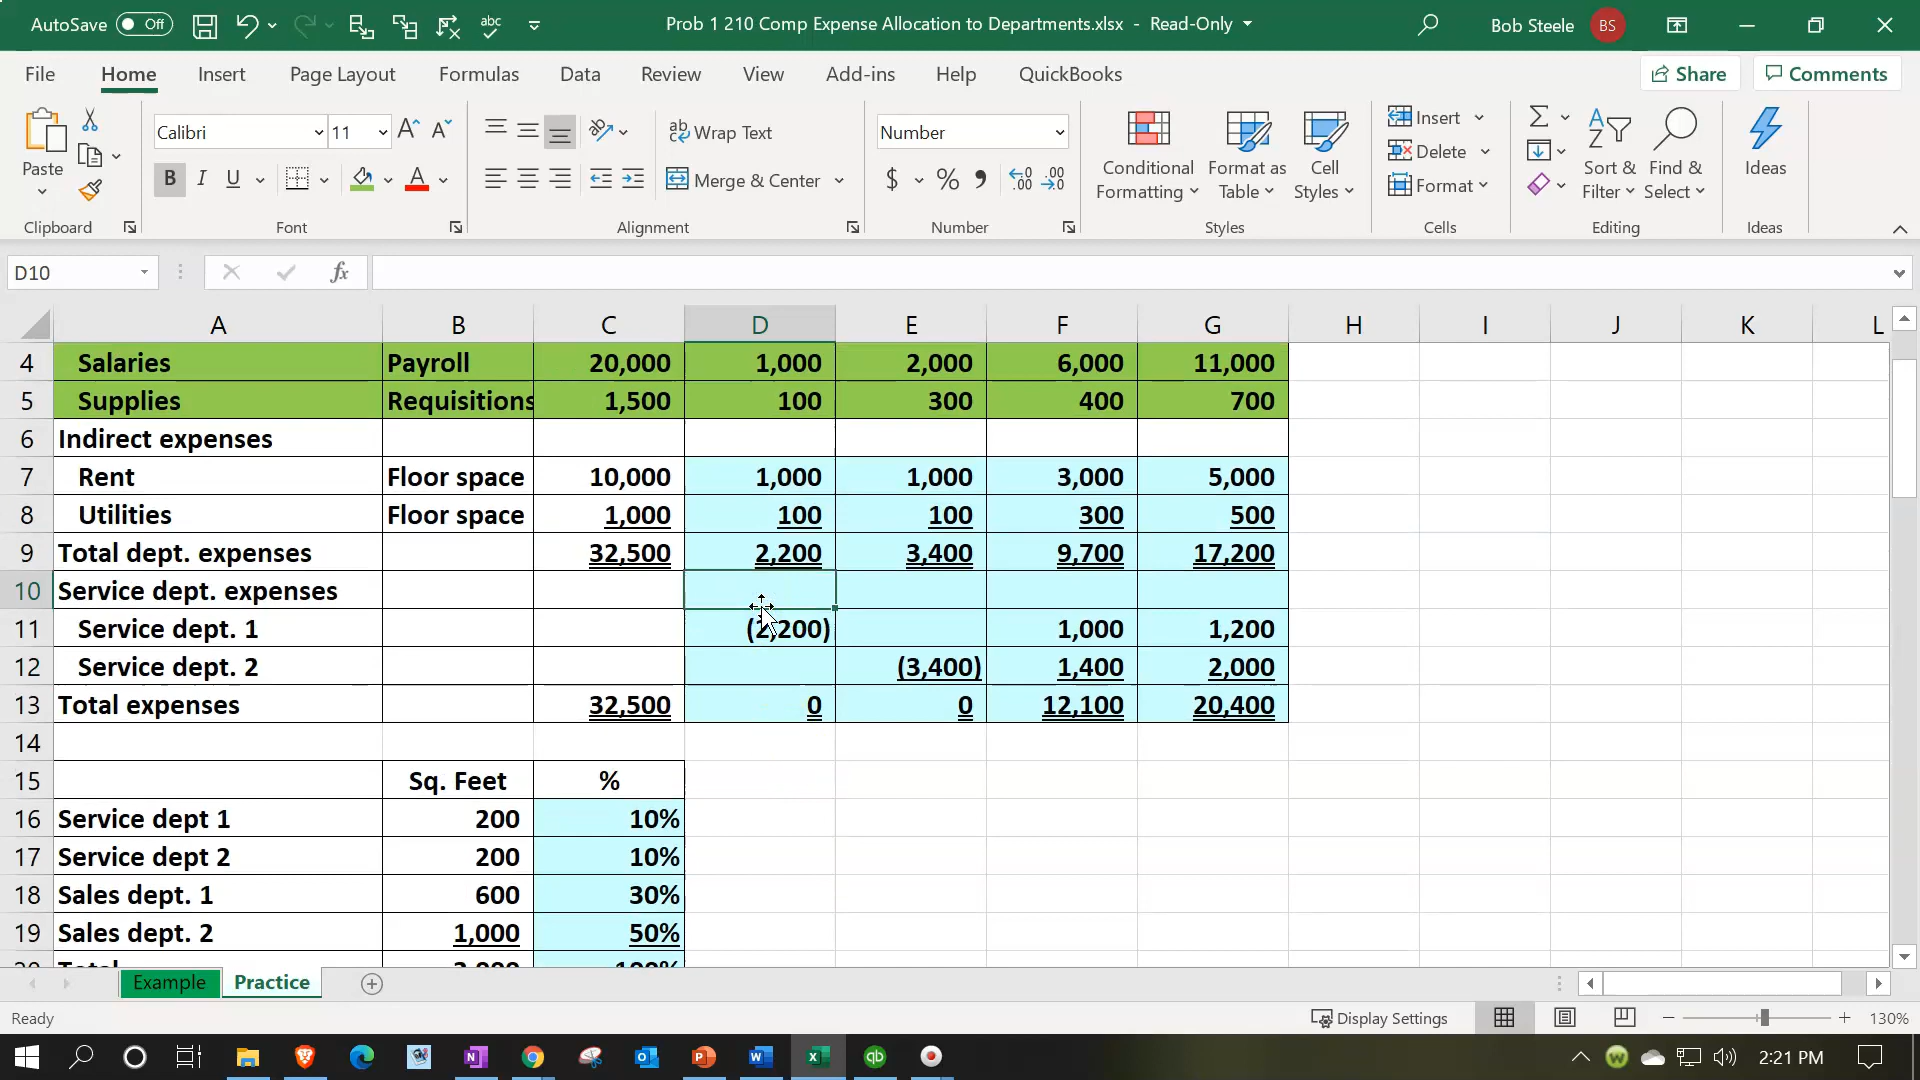 AutoSave Off abc Prob 1 210 Comp Expense Allocation to Departments.xlsx - Read-Only Bob Steele BS
File Home Insert Page Layout Formulas Data Review View Add-ins Help QuickBooks Share Comments
Paste Calibri 11 A A ab Wrap Text Number Conditional Formatting Format as Table Cell Styles Insert Delete Format Sort & Filter Find & Select Ideas
B I U A Merge & Center $ % 9
Clipboard Font Alignment Number Styles Cells Editing Ideas
D10 fx
A B C D E F G H I J K L
4 Salaries Payroll 20,000 1,000 2,000 6,000 11,000
5 Supplies Requisitions 1,500 100 300 400 700
6 Indirect expenses
7 Rent Floor space 10,000 1,000 1,000 3,000 5,000
8 Utilities Floor space 1,000 100 100 300 500
9 Total dept. expenses 32,500 2,200 3,400 9,700 17,200
10 Service dept. expenses
11 Service dept. 1 (2,200) 1,000 1,200
12 Service dept. 2 (3,400) 1,400 2,000
13 Total expenses 32,500 0 0 12,100 20,400
14
15 Sq. Feet %
16 Service dept 1 200 10%
17 Service dept 2 200 10%
18 Sales dept. 1 600 30%
19 Sales dept. 2 1,000 50%
Example Practice
Ready Display Settings 130%
2:21 PM